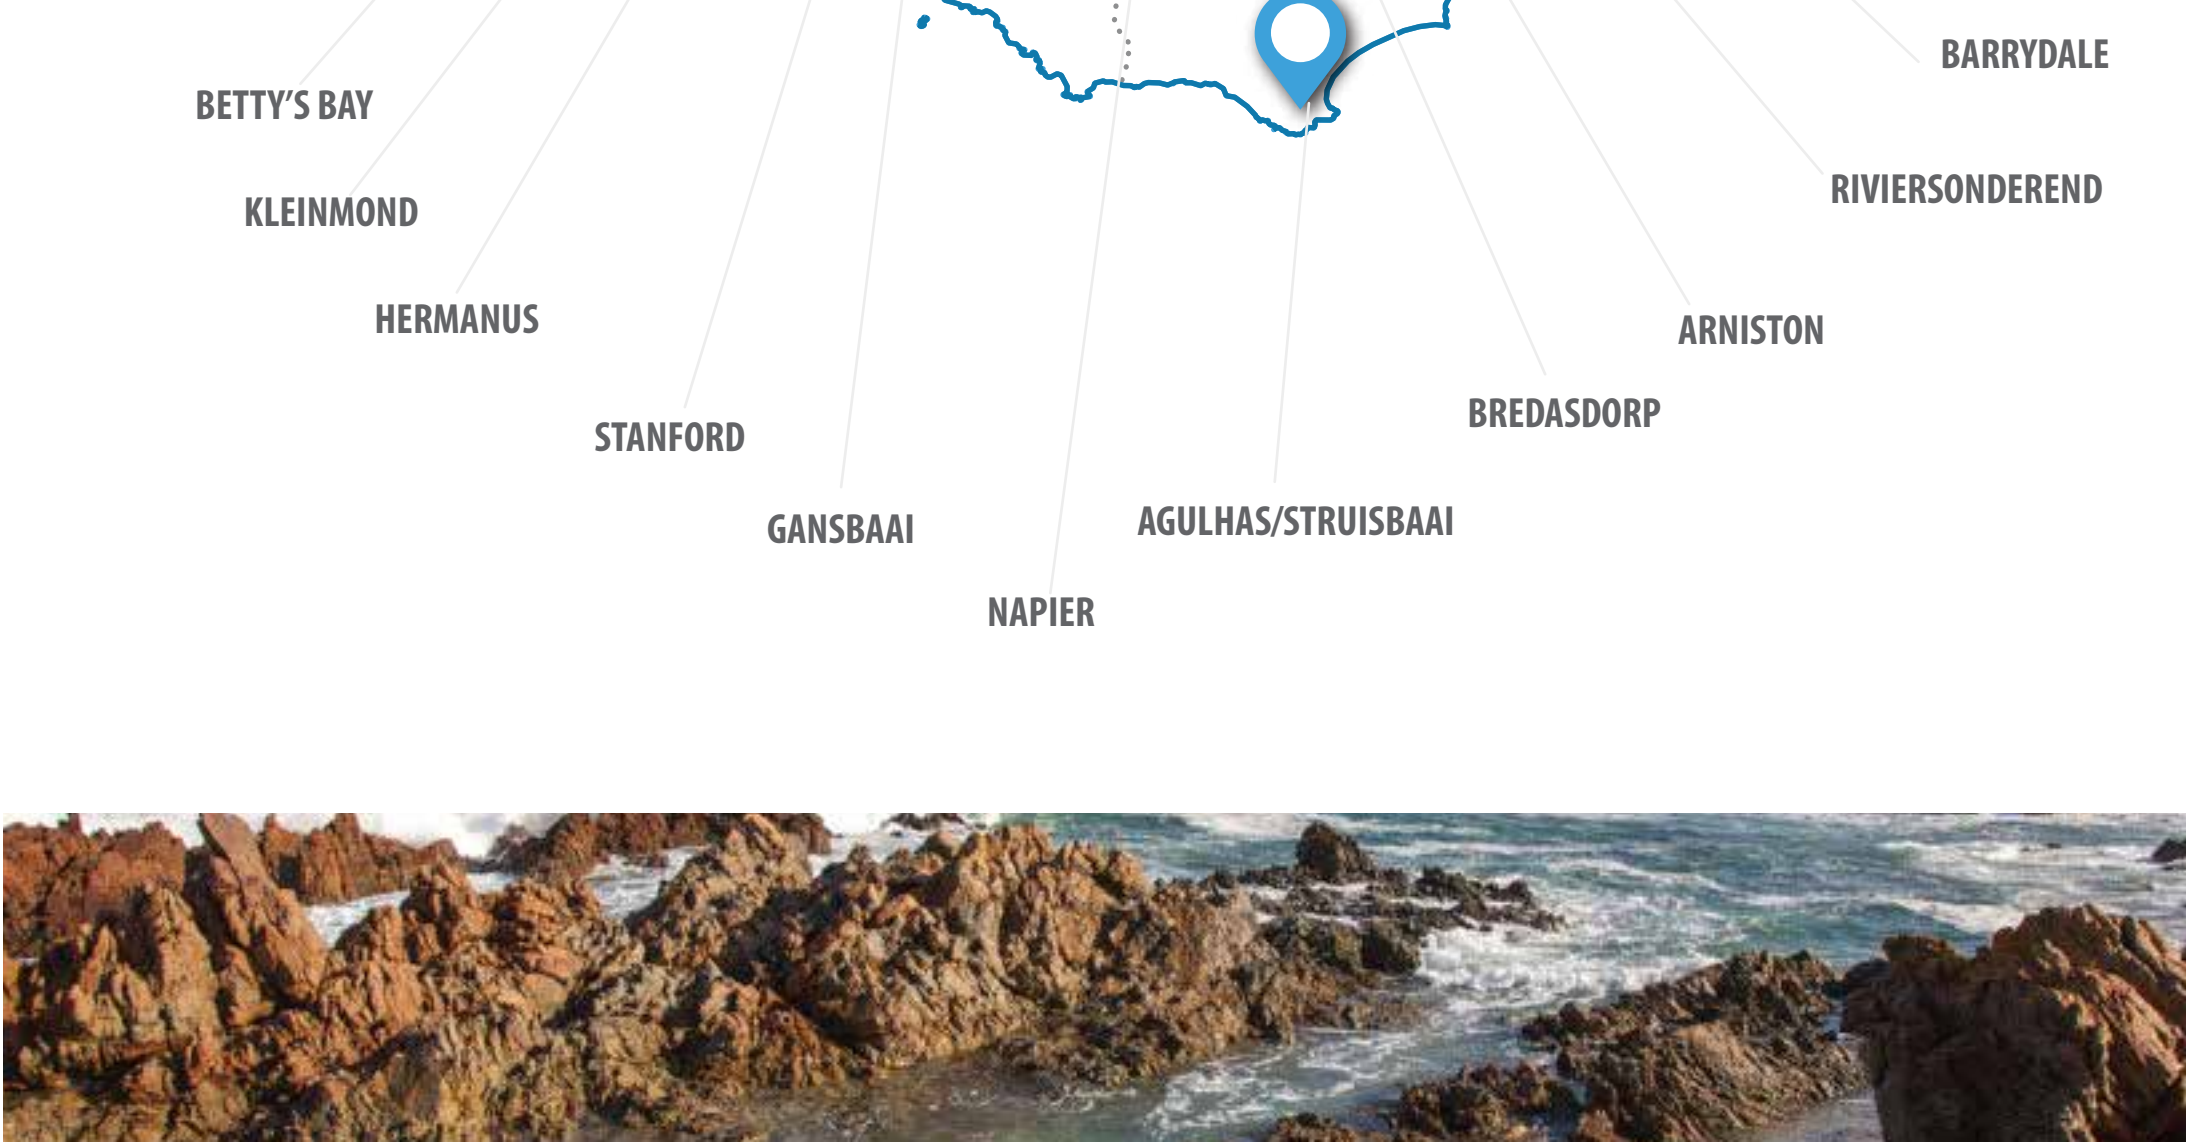 BARRYDALE
BETTY'S BAY
RIVIERSONDEREND
KLEINMOND
HERMANUS
ARNISTON
BREDASDORP
STANFORD
AGULHAS/STRUISBAAI
GANSBAAI
NAPIER